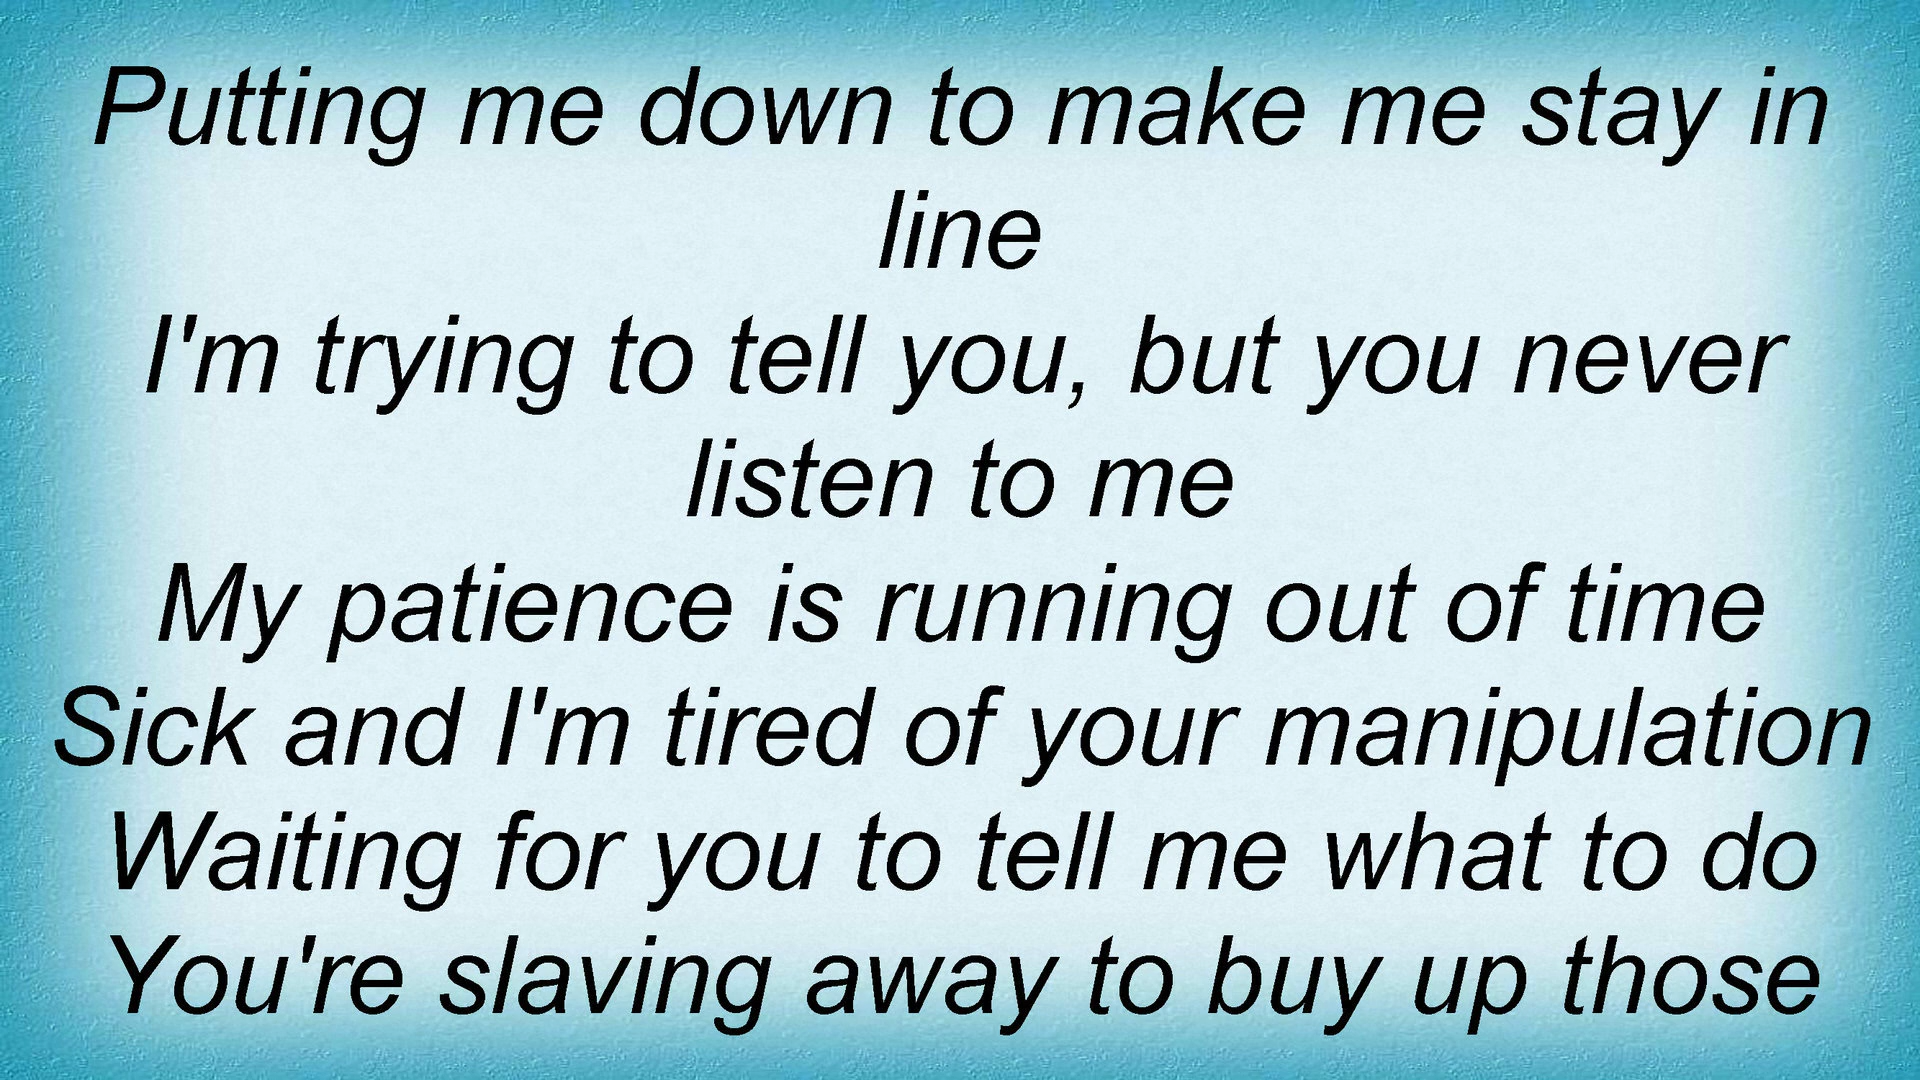 Putting me down to make me stay in
line
I'm trying to tell you, but you never
listen to me
My patience is running out of time
Sick and I'm tired of your manipulation
Waiting for you to tell me what to do
You're slaving away to buy up those